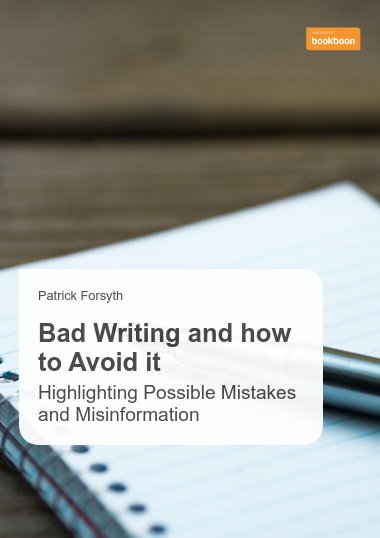 bookboon
Patrick Forsyth
Bad Writing and how
to Avoid it
Highlighting Possible Mistakes
and Misinformation